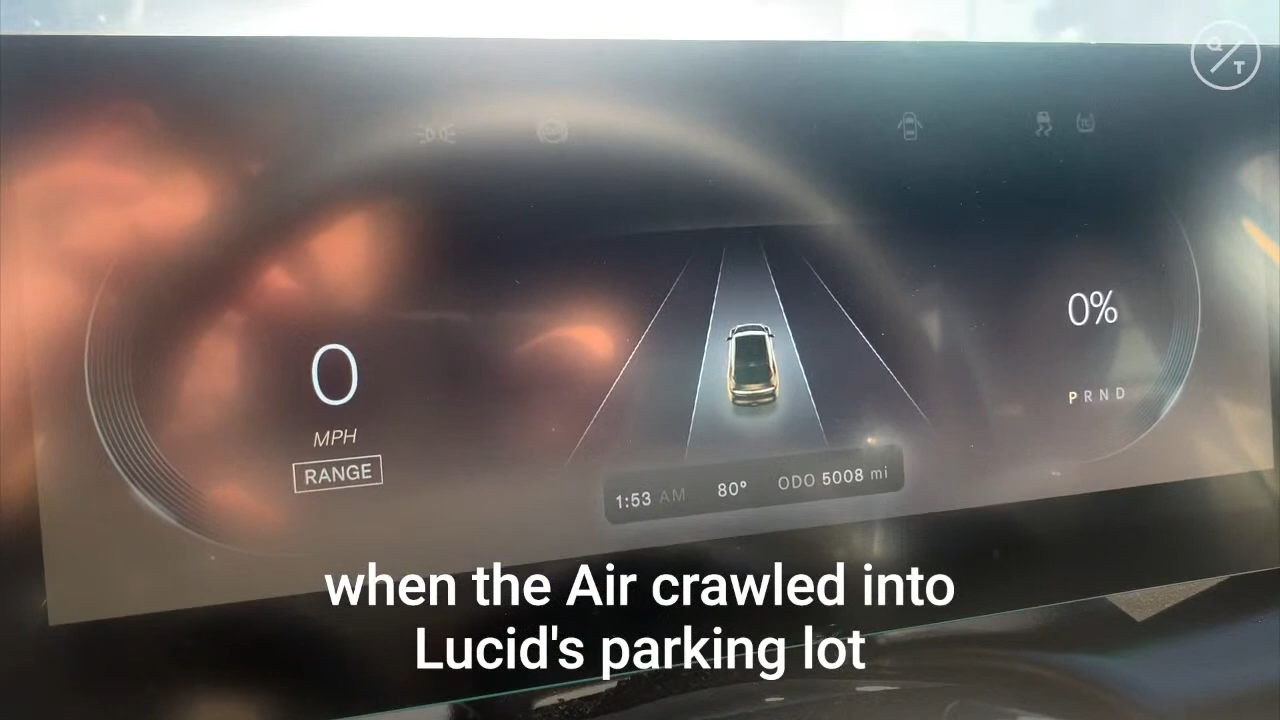 Q/T
0
MPH
RANGE
0%
PRND
1:53 AM 80° ODO 5008 mi
when the Air crawled into
Lucid's parking lot